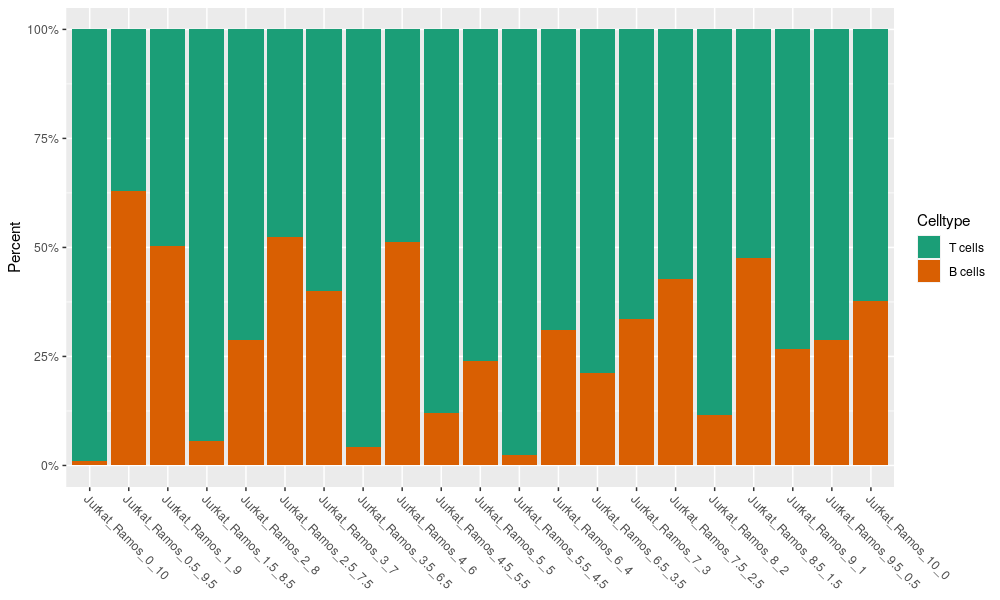 100%
75%
50%
25%
0%
Percent
Jurkat_Ramos_0_10
Jurkat_Ramos_0.5_9.5
Jurkat_Ramos_1_9
Jurkat_Ramos_1.5_8.5
Jurkat_Ramos_2_8
Jurkat_Ramos_2.5_7.5
Jurkat_Ramos_3_7
Jurkat_Ramos_3.5_6.5
Jurkat_Ramos_4_6
Jurkat_Ramos_4.5_5.5
Jurkat_Ramos_5_5
Jurkat_Ramos_5.5_4.5
Jurkat_Ramos_6_4
Jurkat_Ramos_6.5_3.5
Jurkat_Ramos_7_3
Jurkat_Ramos_7.5_2.5
Jurkat_Ramos_8_2
Jurkat_Ramos_8.5_1.5
Jurkat_Ramos_9_1
Jurkat_Ramos_9.5_0.5
Jurkat_Ramos_10_0
Celltype
T cells
B cells